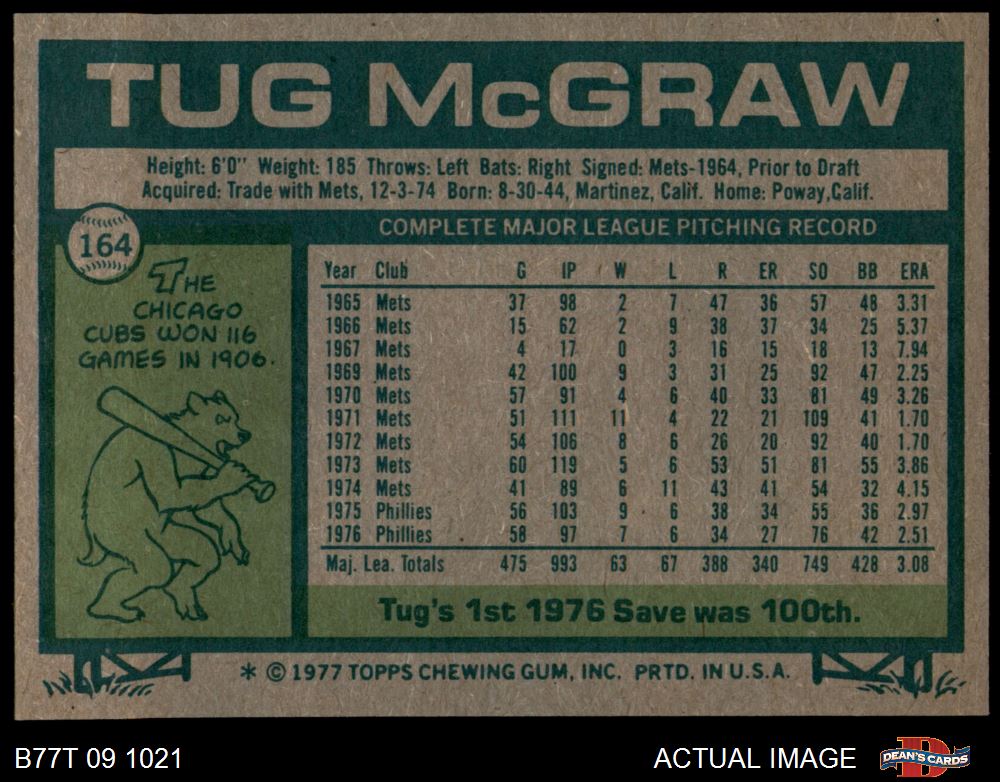 TUG McGRAW
Height: 6'0" Weight: 185 Throws: Left Bats: Right Signed: Mets-1964, Prior to Draft
Acquired: Trade with Mets, 12-3-74 Born: 8-30-44, Martinez, Calif. Home: Poway,Calif.
164
THE
CHICAGO
CUBS WON 116
GAMES IN 1906.
COMPLETE MAJOR LEAGUE PITCHING RECORD
Year Club G IP W L R ER SO BB ERA
1965 Mets 37 98 2 7 47 36 57 48 3.31
1966 Mets 15 62 2 9 38 37 34 25 5.37
1967 Mets 4 17 0 3 16 15 18 13 7.94
1969 Mets 42 100 9 3 31 25 92 47 2.25
1970 Mets 57 91 4 6 40 33 81 49 3.26
1971 Mets 51 111 11 4 22 21 109 41 1.70
1972 Mets 54 106 8 6 26 20 92 40 1.70
1973 Mets 60 119 5 6 53 51 81 55 3.86
1974 Mets 41 89 6 11 43 41 54 32 4.15
1975 Phillies 56 103 9 6 38 34 55 36 2.97
1976 Phillies 58 97 7 6 34 27 76 42 2.51
Maj. Lea. Totals 475 993 63 67 388 340 749 428 3.08
Tug's 1st 1976 Save was 100th.
* © 1977 TOPPS CHEWING GUM, INC. PRTD. IN U.S.A.
B77T 09 1021
ACTUAL IMAGE
D
DEAN'S CARDS